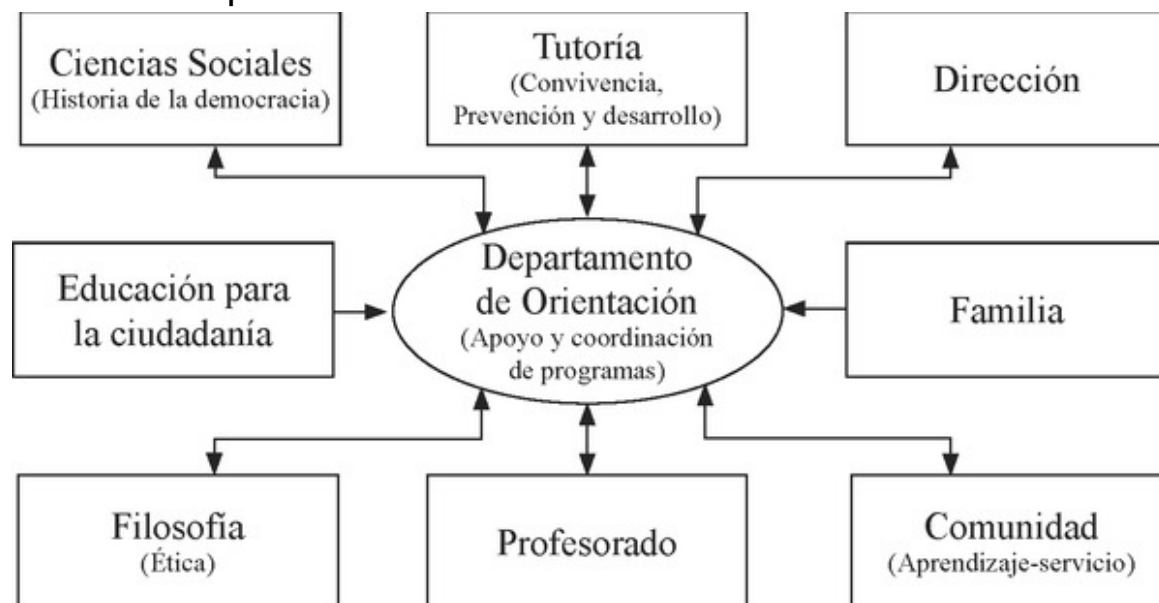 Ciencias Sociales
(Historia de la democracia)
Tutoría
(Convivencia,
Prevención y desarrollo)
Dirección
Educación para
la ciudadanía
Departamento
de Orientación
(Apoyo y coordinación
de programas)
Familia
Filosofía
(Ética)
Profesorado
Comunidad
(Aprendizaje-servicio)